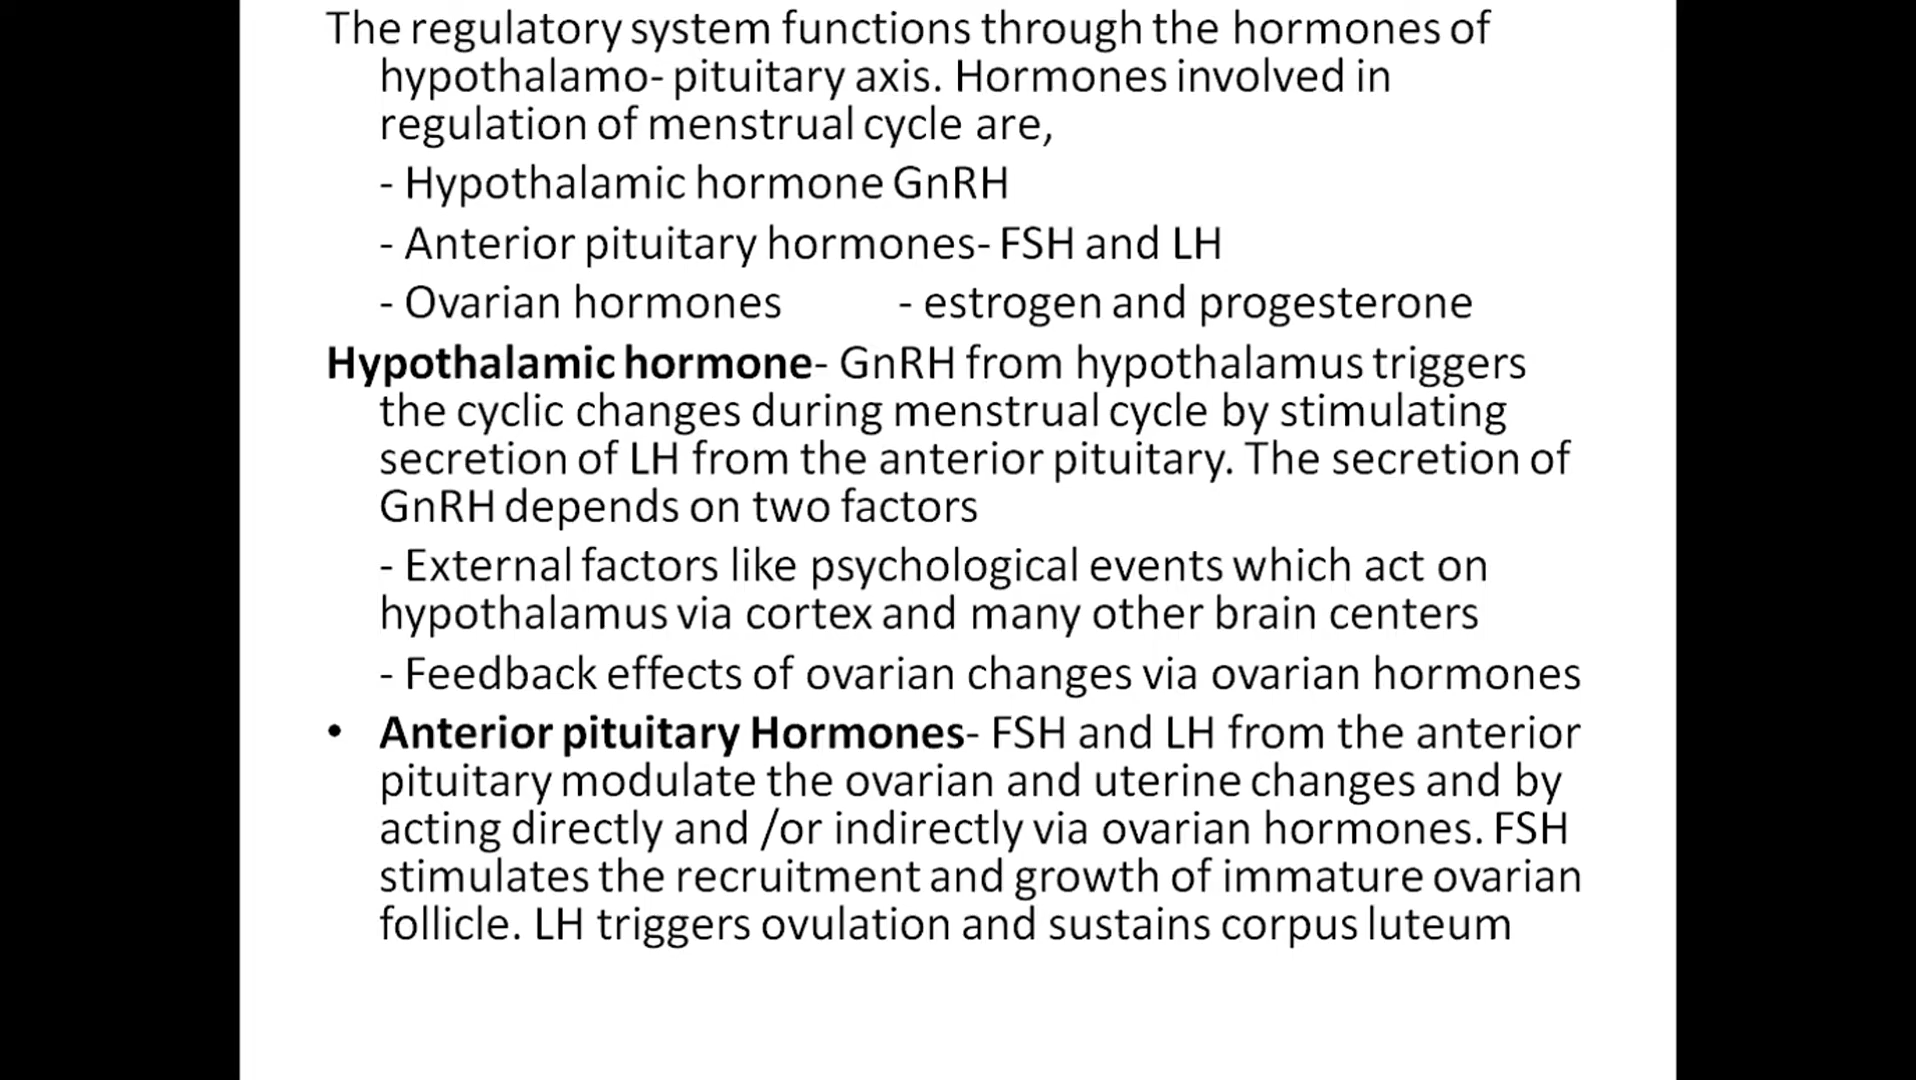 The regulatory system functions through the hormones of
hypothalamo- pituitary axis. Hormones involved in
regulation of menstrual cycle are,
- Hypothalamic hormone GnRH
- Anterior pituitary hormones- FSH and LH
- Ovarian hormones - estrogen and progesterone
Hypothalamic hormone- GnRH from hypothalamus triggers
the cyclic changes during menstrual cycle by stimulating
secretion of LH from the anterior pituitary. The secretion of
GnRH depends on two factors
- External factors like psychological events which act on
hypothalamus via cortex and many other brain centers
- Feedback effects of ovarian changes via ovarian hormones
• Anterior pituitary Hormones- FSH and LH from the anterior
pituitary modulate the ovarian and uterine changes and by
acting directly and /or indirectly via ovarian hormones. FSH
stimulates the recruitment and growth of immature ovarian
follicle. LH triggers ovulation and sustains corpus luteum